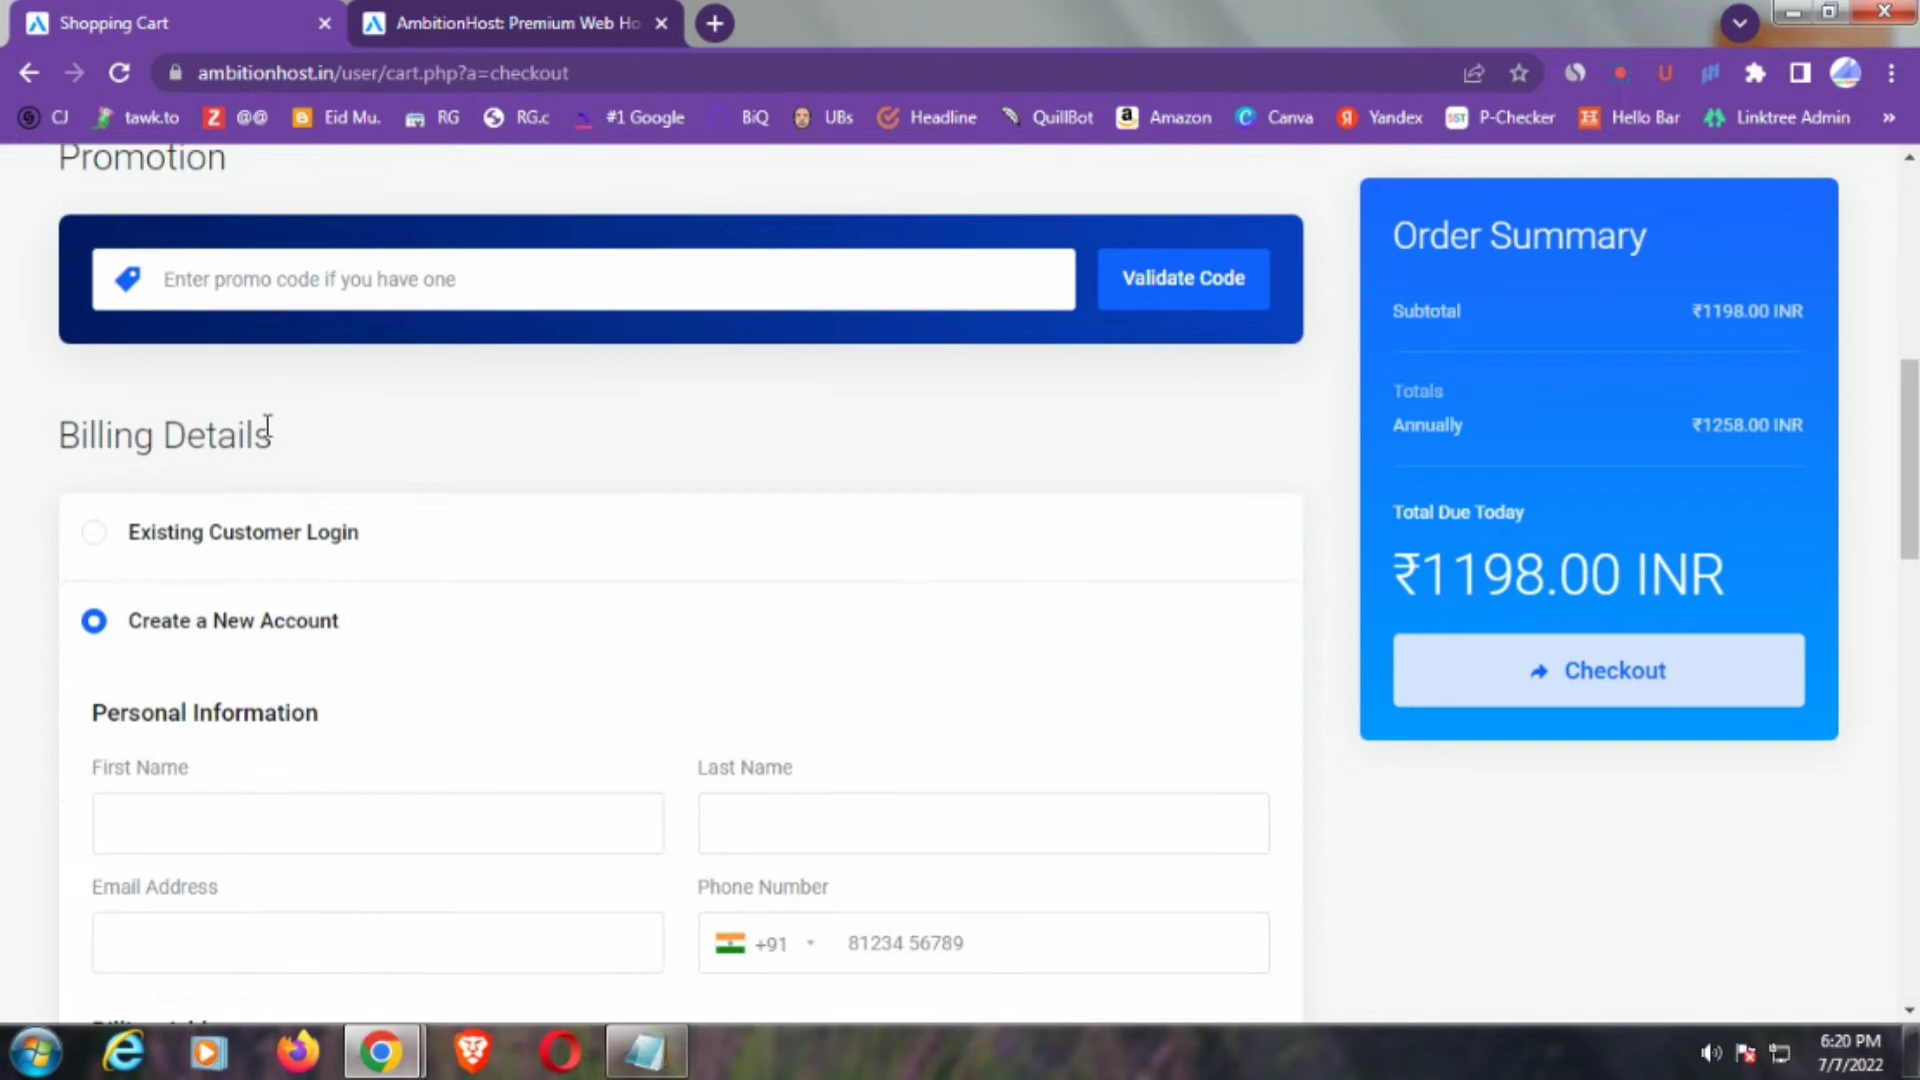 Shopping Cart
AmbitionHost: Premium Web Ho
ambitionhost.in/user/cart.php?a=checkout
CJ
tawk.to
@@
Eid Mu.
RG
RG.c
#1 Google
BiQ
UBs
Headline
QuillBot
Amazon
Canva
Yandex
P-Checker
Hello Bar
Linktree Admin
»
Promotion
Enter promo code if you have one
Validate Code
Billing Details
Existing Customer Login
Create a New Account
Personal Information
First Name
Last Name
Email Address
Phone Number
+91
81234 56789
Order Summary
Subtotal ₹1198.00 INR
Totals
Annually ₹1258.00 INR
Total Due Today
₹1198.00 INR
Checkout
6:20 PM
7/7/2022